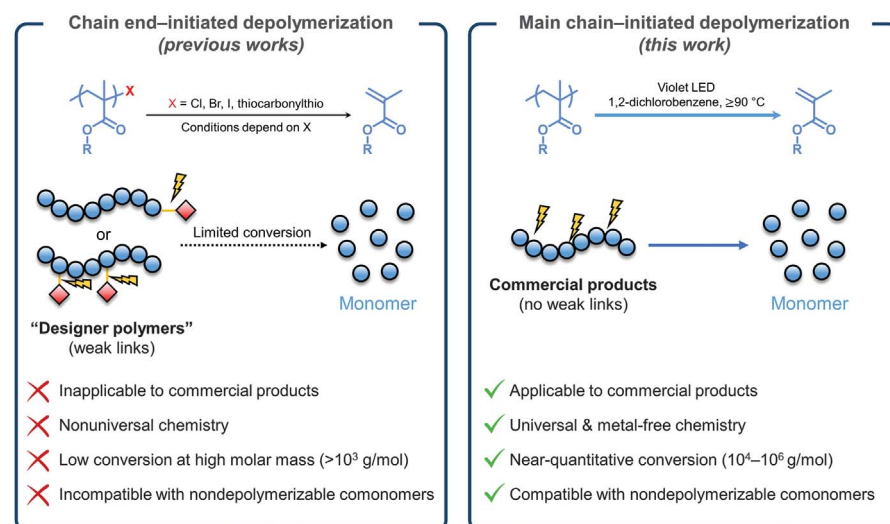 Chain end–initiated depolymerization
(previous works)
X
X = Cl, Br, I, thiocarbonylthio
Conditions depend on X
O
O
R
O
O
R
or
Limited conversion
Monomer
“Designer polymers”
(weak links)
Inapplicable to commercial products
Nonuniversal chemistry
Low conversion at high molar mass (>10³ g/mol)
Incompatible with nondepolymerizable comonomers
Main chain–initiated depolymerization
(this work)
Violet LED
1,2-dichlorobenzene, ≥90 °C
O
O
R
O
O
R
Commercial products
(no weak links)
Monomer
Applicable to commercial products
Universal & metal-free chemistry
Near-quantitative conversion (10⁴–10⁶ g/mol)
Compatible with nondepolymerizable comonomers